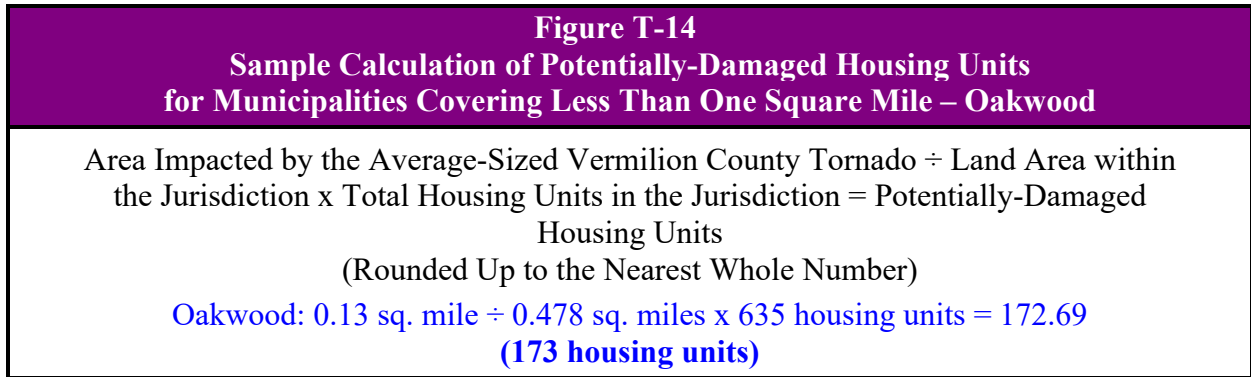 Figure T-14
Sample Calculation of Potentially-Damaged Housing Units
for Municipalities Covering Less Than One Square Mile – Oakwood
Area Impacted by the Average-Sized Vermilion County Tornado ÷ Land Area within
the Jurisdiction x Total Housing Units in the Jurisdiction = Potentially-Damaged
Housing Units
(Rounded Up to the Nearest Whole Number)
Oakwood: 0.13 sq. mile ÷ 0.478 sq. miles x 635 housing units = 172.69
(173 housing units)